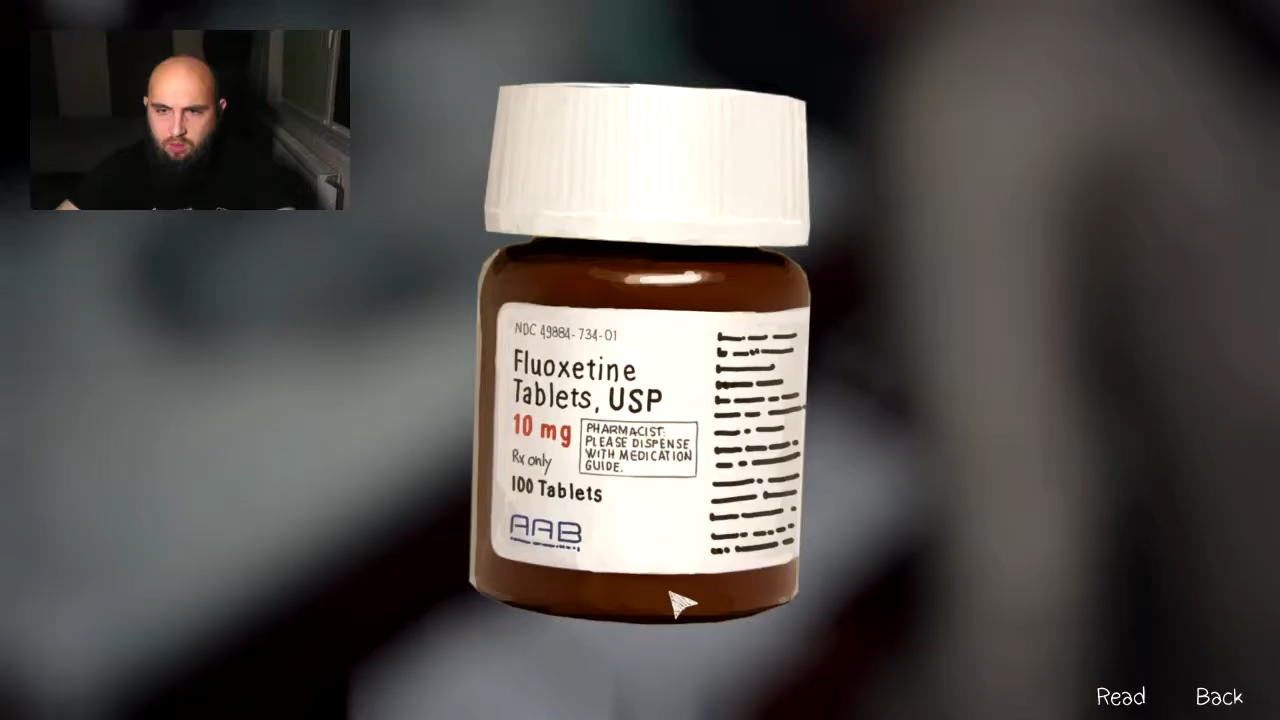 NDC 49884-734-01
Fluoxetine
Tablets, USP
10 mg
PHARMACIST:
PLEASE DISPENSE
WITH MEDICATION
GUIDE.
Rx only
100 Tablets
AAB
Read
Back